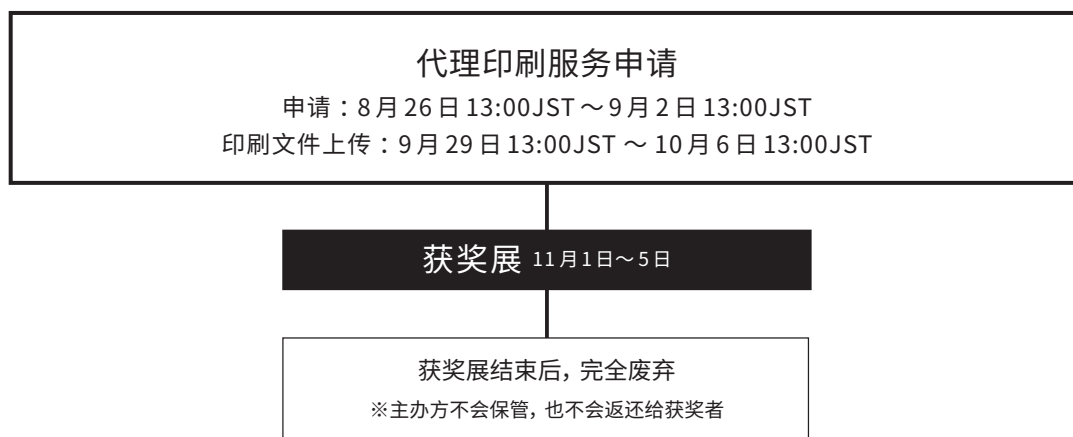 代理印刷服务申请
申请：8月26日13:00JST～9月2日13:00JST
印刷文件上传：9月29日13:00JST～10月6日13:00JST
获奖展 11月1日～5日
获奖展结束后，完全废弃
※主办方不会保管，也不会返还给获奖者